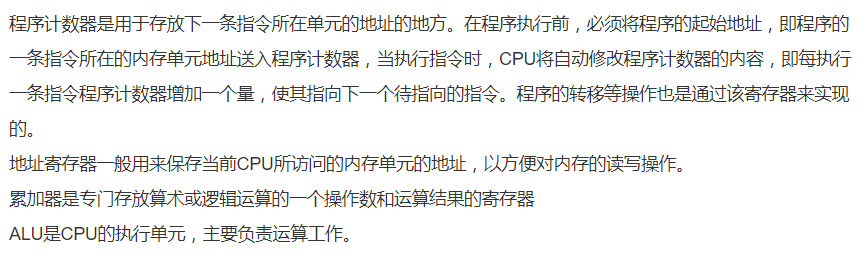 程序计数器是用于存放下一条指令所在单元的地址的地方。在程序执行前，必须将程序的起始地址，即程序的
一条指令所在的内存单元地址送入程序计数器，当执行指令时，CPU将自动修改程序计数器的内容，即每执行
一条指令程序计数器增加一个量，使其指向下一个待指向的指令。程序的转移等操作也是通过该寄存器来实现
的。
地址寄存器一般用来保存当前CPU所访问的内存单元的地址，以方便对内存的读写操作。
累加器是专门存放算术或逻辑运算的一个操作数和运算结果的寄存器
ALU是CPU的执行单元，主要负责运算工作。